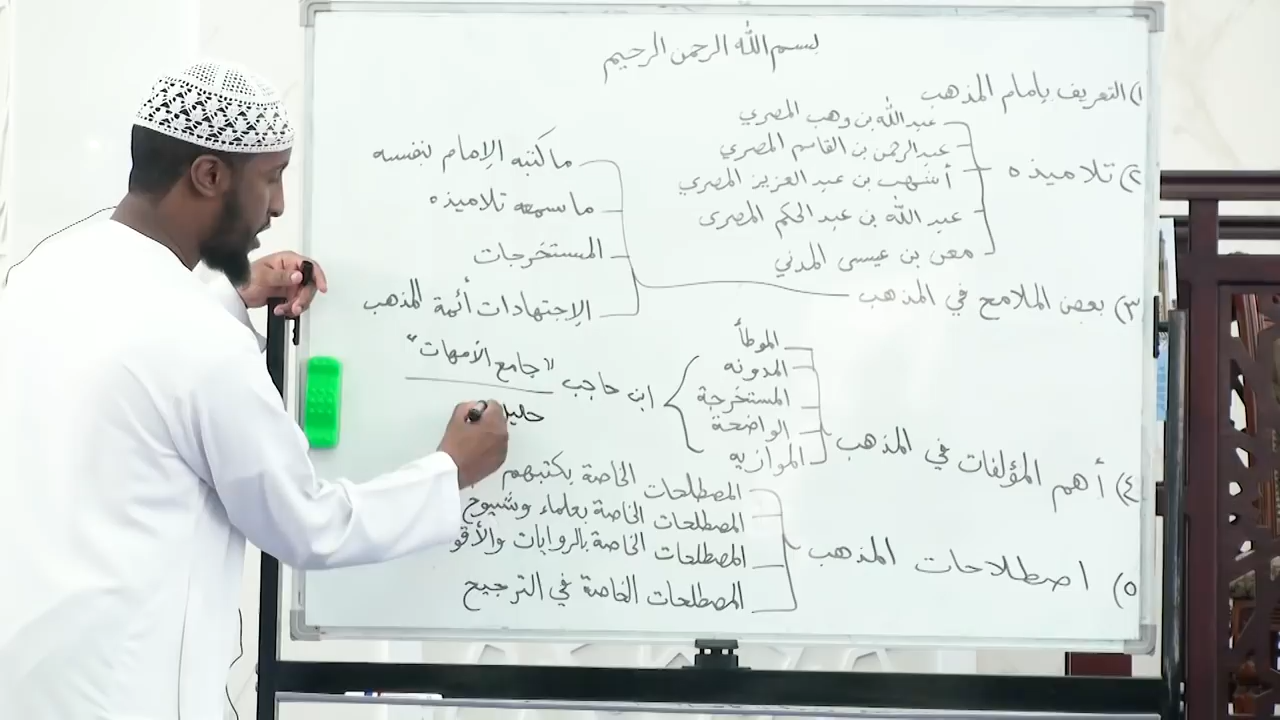 بسم الله الرحمن الرحيم
١) التعريف بإمام المذهب
٢) تلاميذه
عبد الله بن وهب المصري
عبد الرحمن بن القاسم المصري
أشهب بن عبد العزيز المصري
عبد الله بن عبد الحكم المصرى
معن بن عيسى المدني
٣) بعض الملامح في المذهب
ما كتبه الإمام بنفسه
ما سمعه تلاميذه
المستخرجات
الإجتهادات أئمة المذهب
٤) أهم المؤلفات في المذهب
الموطأ
المدونه
المستخرجة
الواضحة
الموازيه
ابن حاجب "جامع الأمهات"
٥) اصطلاحات المذهب
المصطلحات الخاصة بكتبهم
المصطلحات الخاصة بعلماء وشيوخ
المصطلحات الخاصة بالروايات
المصطلحات الخاصة في الترجيح